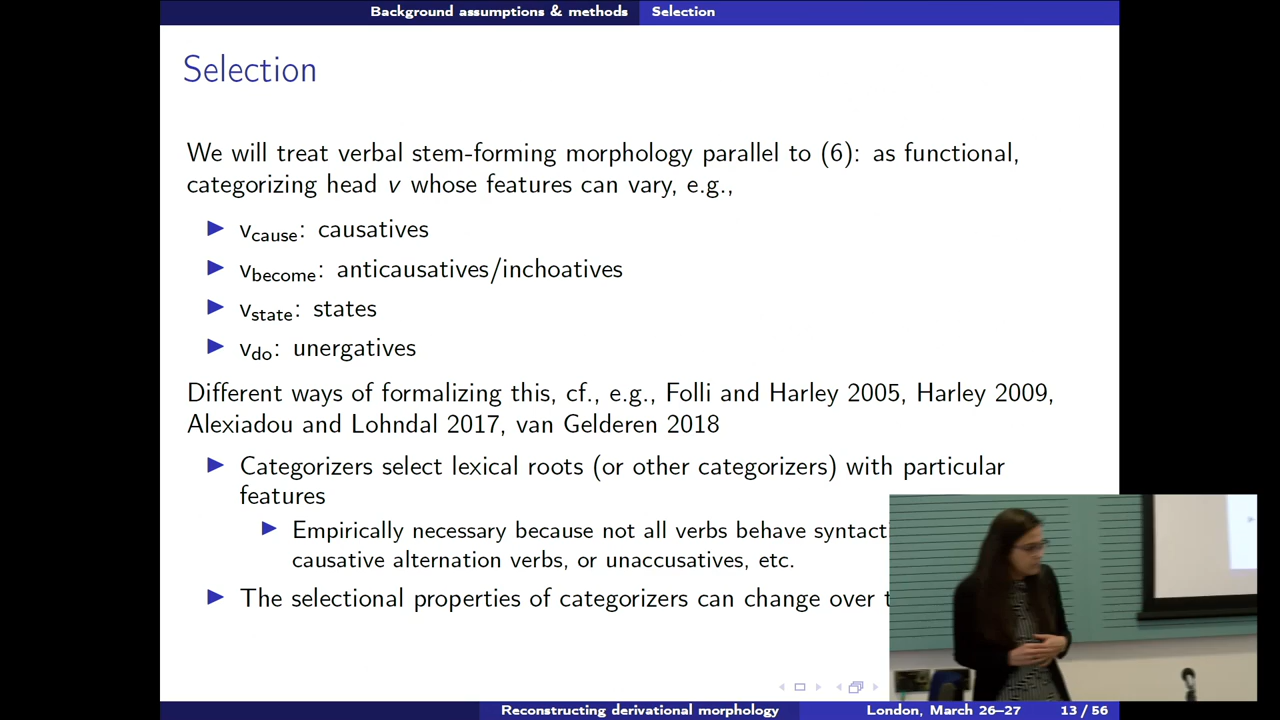 Background assumptions & methods Selection
Selection
We will treat verbal stem-forming morphology parallel to (6): as functional,
categorizing head v whose features can vary, e.g.,
vcause: causatives
vbecome: anticausatives/inchoatives
vstate: states
vdo: unergatives
Different ways of formalizing this, cf., e.g., Folli and Harley 2005, Harley 2009,
Alexiadou and Lohndal 2017, van Gelderen 2018
Categorizers select lexical roots (or other categorizers) with particular
features
Empirically necessary because not all verbs behave
causative alternation verbs, or unaccusatives, etc.
The selectional properties of categorizers can change over
Reconstructing derivational morphology London, March 26–27 13 / 56